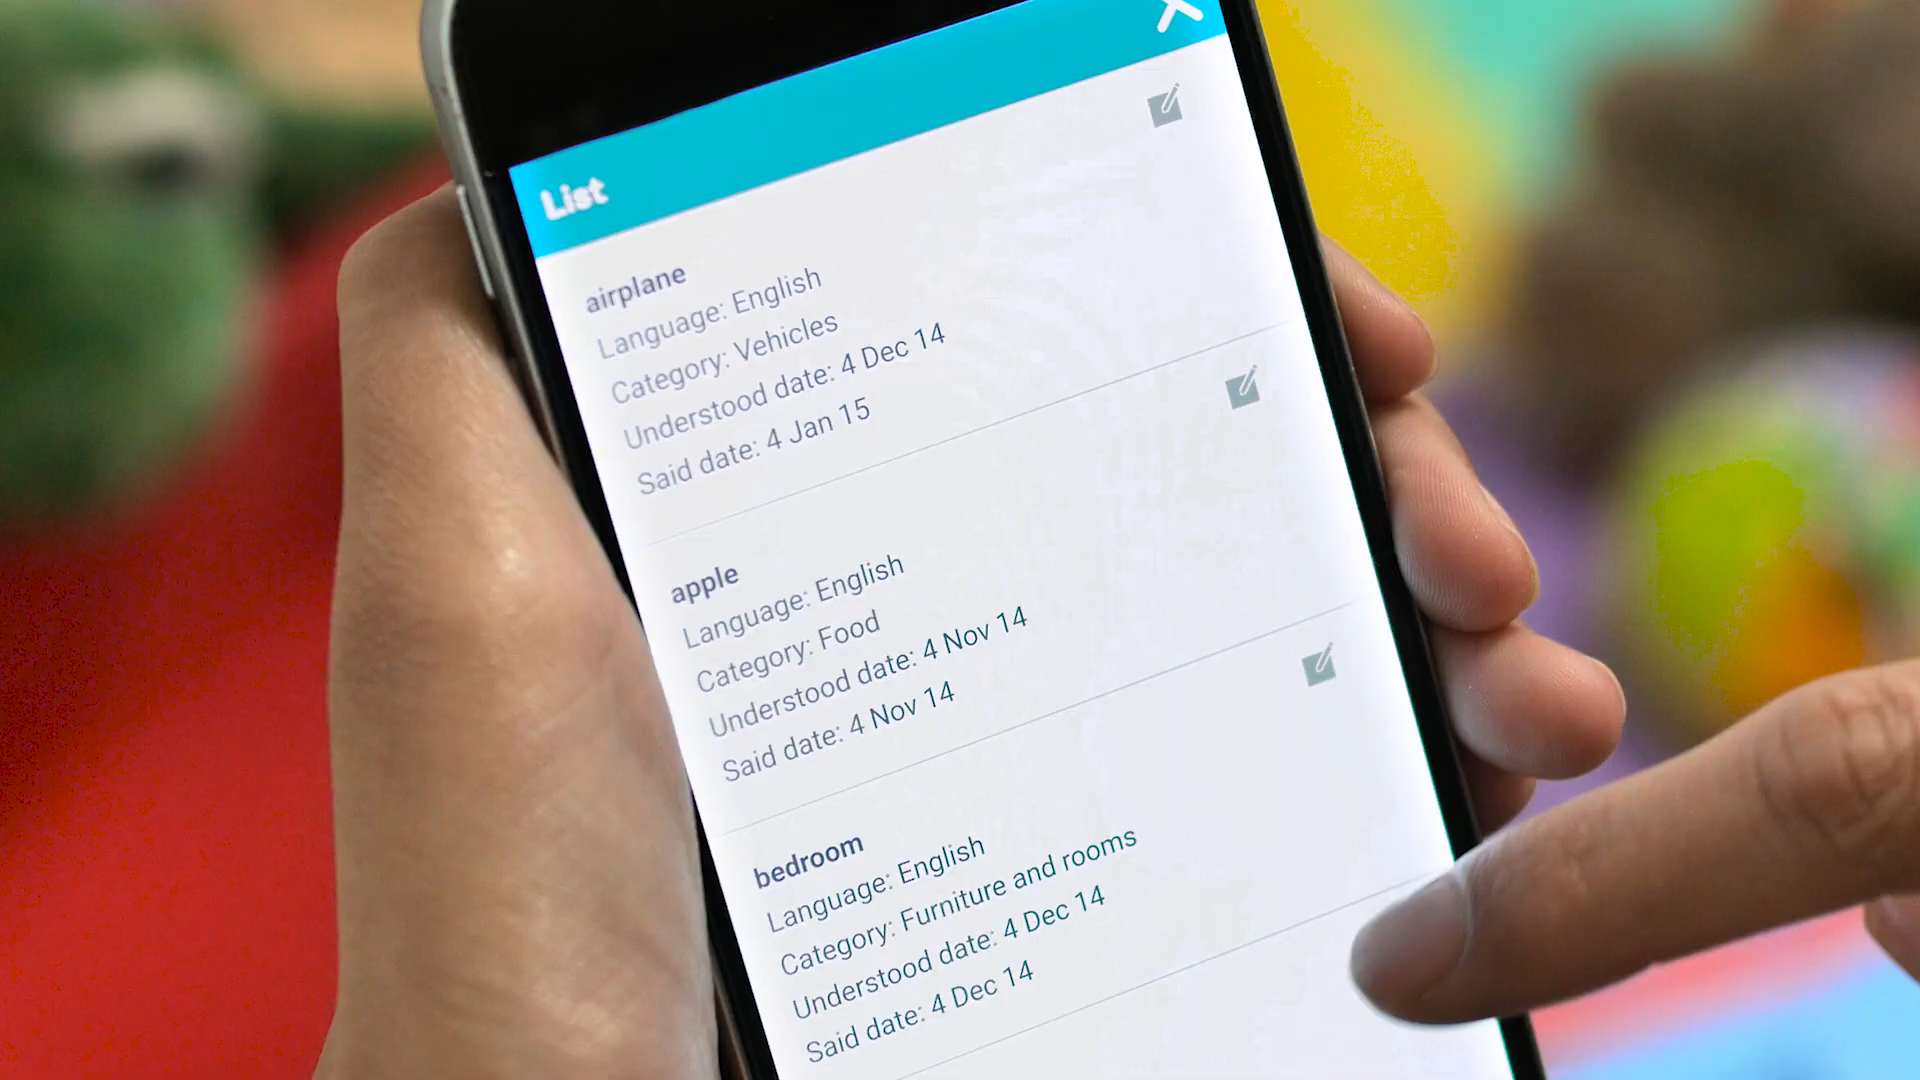 List
airplane
Language: English
Category: Vehicles
Understood date: 4 Dec 14
Said date: 4 Jan 15
apple
Language: English
Category: Food
Understood date: 4 Nov 14
Said date: 4 Nov 14
bedroom
Language: English
Category: Furniture and rooms
Understood date: 4 Dec 14
Said date: 4 Dec 14